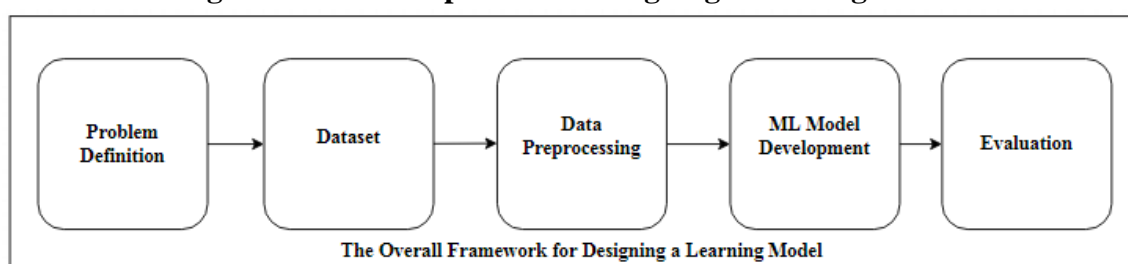 Problem
Definition
Dataset
Data
Preprocessing
ML Model
Development
Evaluation
The Overall Framework for Designing a Learning Model